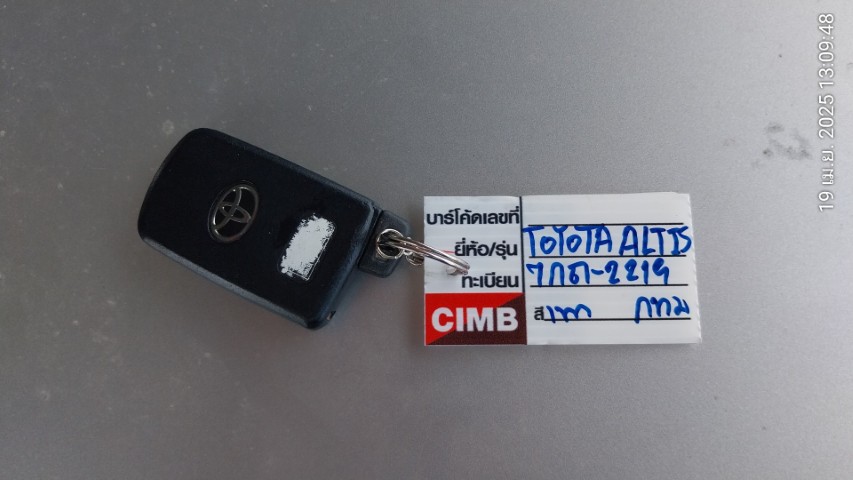 19 เม.ย. 2025 13:09:48
บาร์โค้ดเลขที่
ยี่ห้อ/รุ่น TOYOTA ALTIS
ทะเบียน 7กด-2219
CIMB
สี เทา กทม